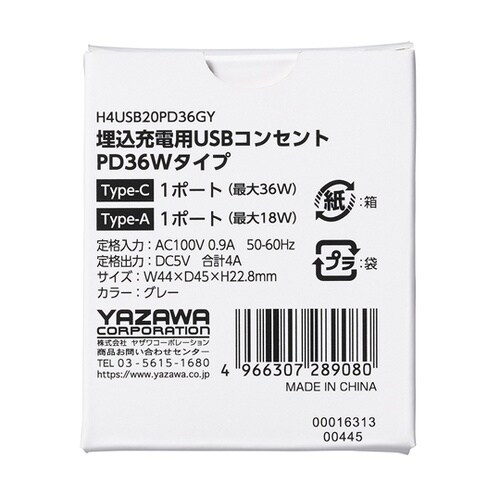 H4USB20PD36GY
埋込充電用USBコンセント
PD36Wタイプ
Type-C 1ポート (最大36W)
Type-A 1ポート (最大18W)
定格入力：AC100V 0.9A 50-60Hz
定格出力：DC5V 合計4A
サイズ：W44×D45×H22.8mm
カラー：グレー
紙：箱
プラ：袋
YAZAWA
CORPORATION
株式会社 ヤザワコーポレーション
商品お問い合わせセンター
TEL 03-5615-1680
https://www.yazawa.co.jp
4 966307 289080
MADE IN CHINA
00016313
00445